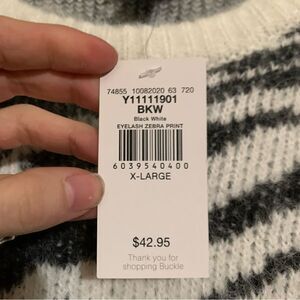 74855 10082020 63 720
Y11111901
BKW
Black White
EYELASH ZEBRA PRINT
6039540400
X-LARGE
$42.95
Thank you for
shopping Buckle